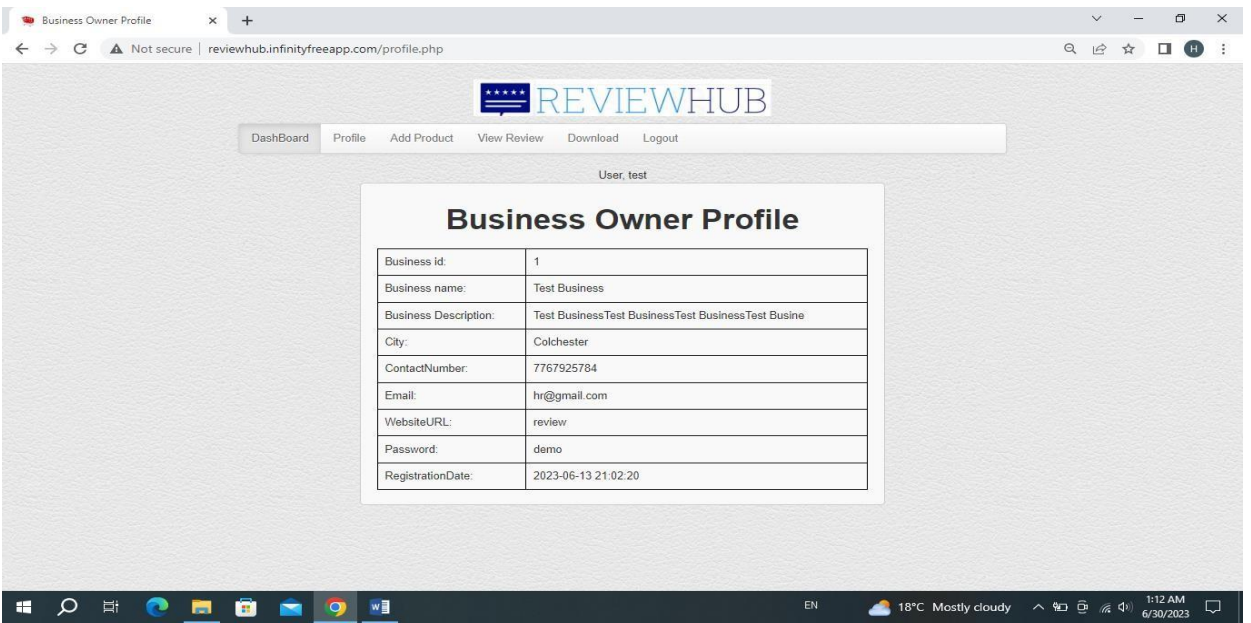 Business Owner Profile
Not secure | reviewhub.infinityfreeapp.com/profile.php
H
REVIEWHUB
DashBoard Profile Add Product View Review Download Logout
User, test
Business Owner Profile
Business id: 1
Business name: Test Business
Business Description: Test BusinessTest BusinessTest BusinessTest Busine
City: Colchester
ContactNumber: 7767925784
Email: hr@gmail.com
WebsiteURL: review
Password: demo
RegistrationDate: 2023-06-13 21:02:20
W
EN 18°C Mostly cloudy 1:12 AM
6/30/2023